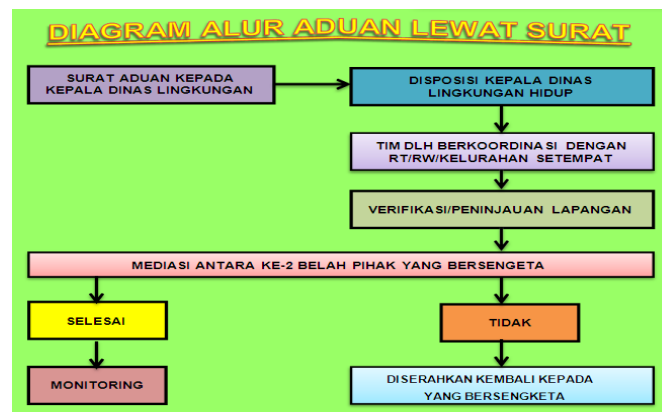 DIAGRAM ALUR ADUAN LEWAT SURAT
SURAT ADUAN KEPADA
KEPALA DINAS LINGKUNGAN
DISPOSISI KEPALA DINAS
LINGKUNGAN HIDUP
TIM DLH BERKOORDINASI DENGAN
RT/RW/KELURAHAN SETEMPAT
VERIFIKASI/PENINJAUAN LAPANGAN
MEDIASI ANTARA KE-2 BELAH PIHAK YANG BERSENGETA
SELESAI
TIDAK
MONITORING
DISERAHKAN KEMBALI KEPADA
YANG BERSENGKETA